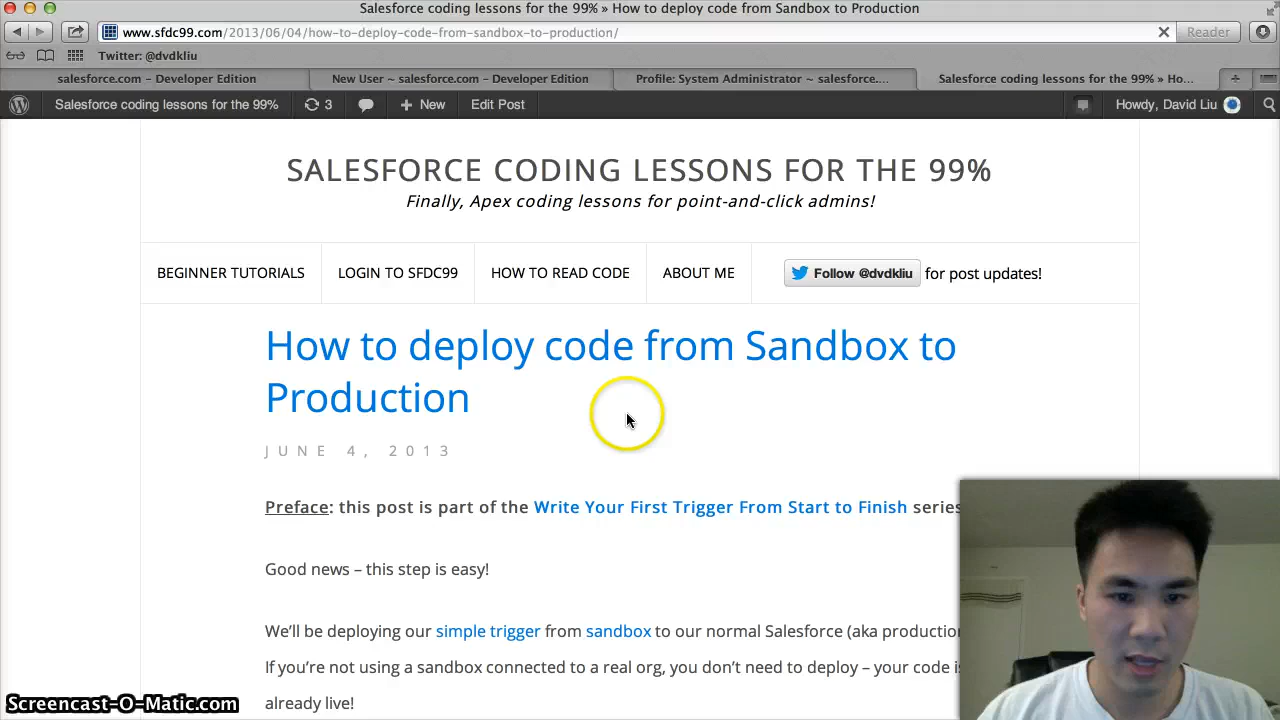 Salesforce coding lessons for the 99% » How to deploy code from Sandbox to Production
www.sfdc99.com/2013/06/04/how-to-deploy-code-from-sandbox-to-production/
Reader
Twitter: @dvdkliu
salesforce.com – Developer Edition
New User ~ salesforce.com – Developer Edition
Profile: System Administrator ~ salesforce....
Salesforce coding lessons for the 99% » Ho...
Salesforce coding lessons for the 99%
3
+ New
Edit Post
Howdy, David Liu
SALESFORCE CODING LESSONS FOR THE 99%
Finally, Apex coding lessons for point-and-click admins!
BEGINNER TUTORIALS
LOGIN TO SFDC99
HOW TO READ CODE
ABOUT ME
Follow @dvdkliu for post updates!
How to deploy code from Sandbox to
Production
JUNE 4, 2013
Preface: this post is part of the Write Your First Trigger From Start to Finish series
Good news – this step is easy!
We'll be deploying our simple trigger from sandbox to our normal Salesforce (aka production
If you're not using a sandbox connected to a real org, you don't need to deploy – your code is
already live!
Screencast-O-Matic.com